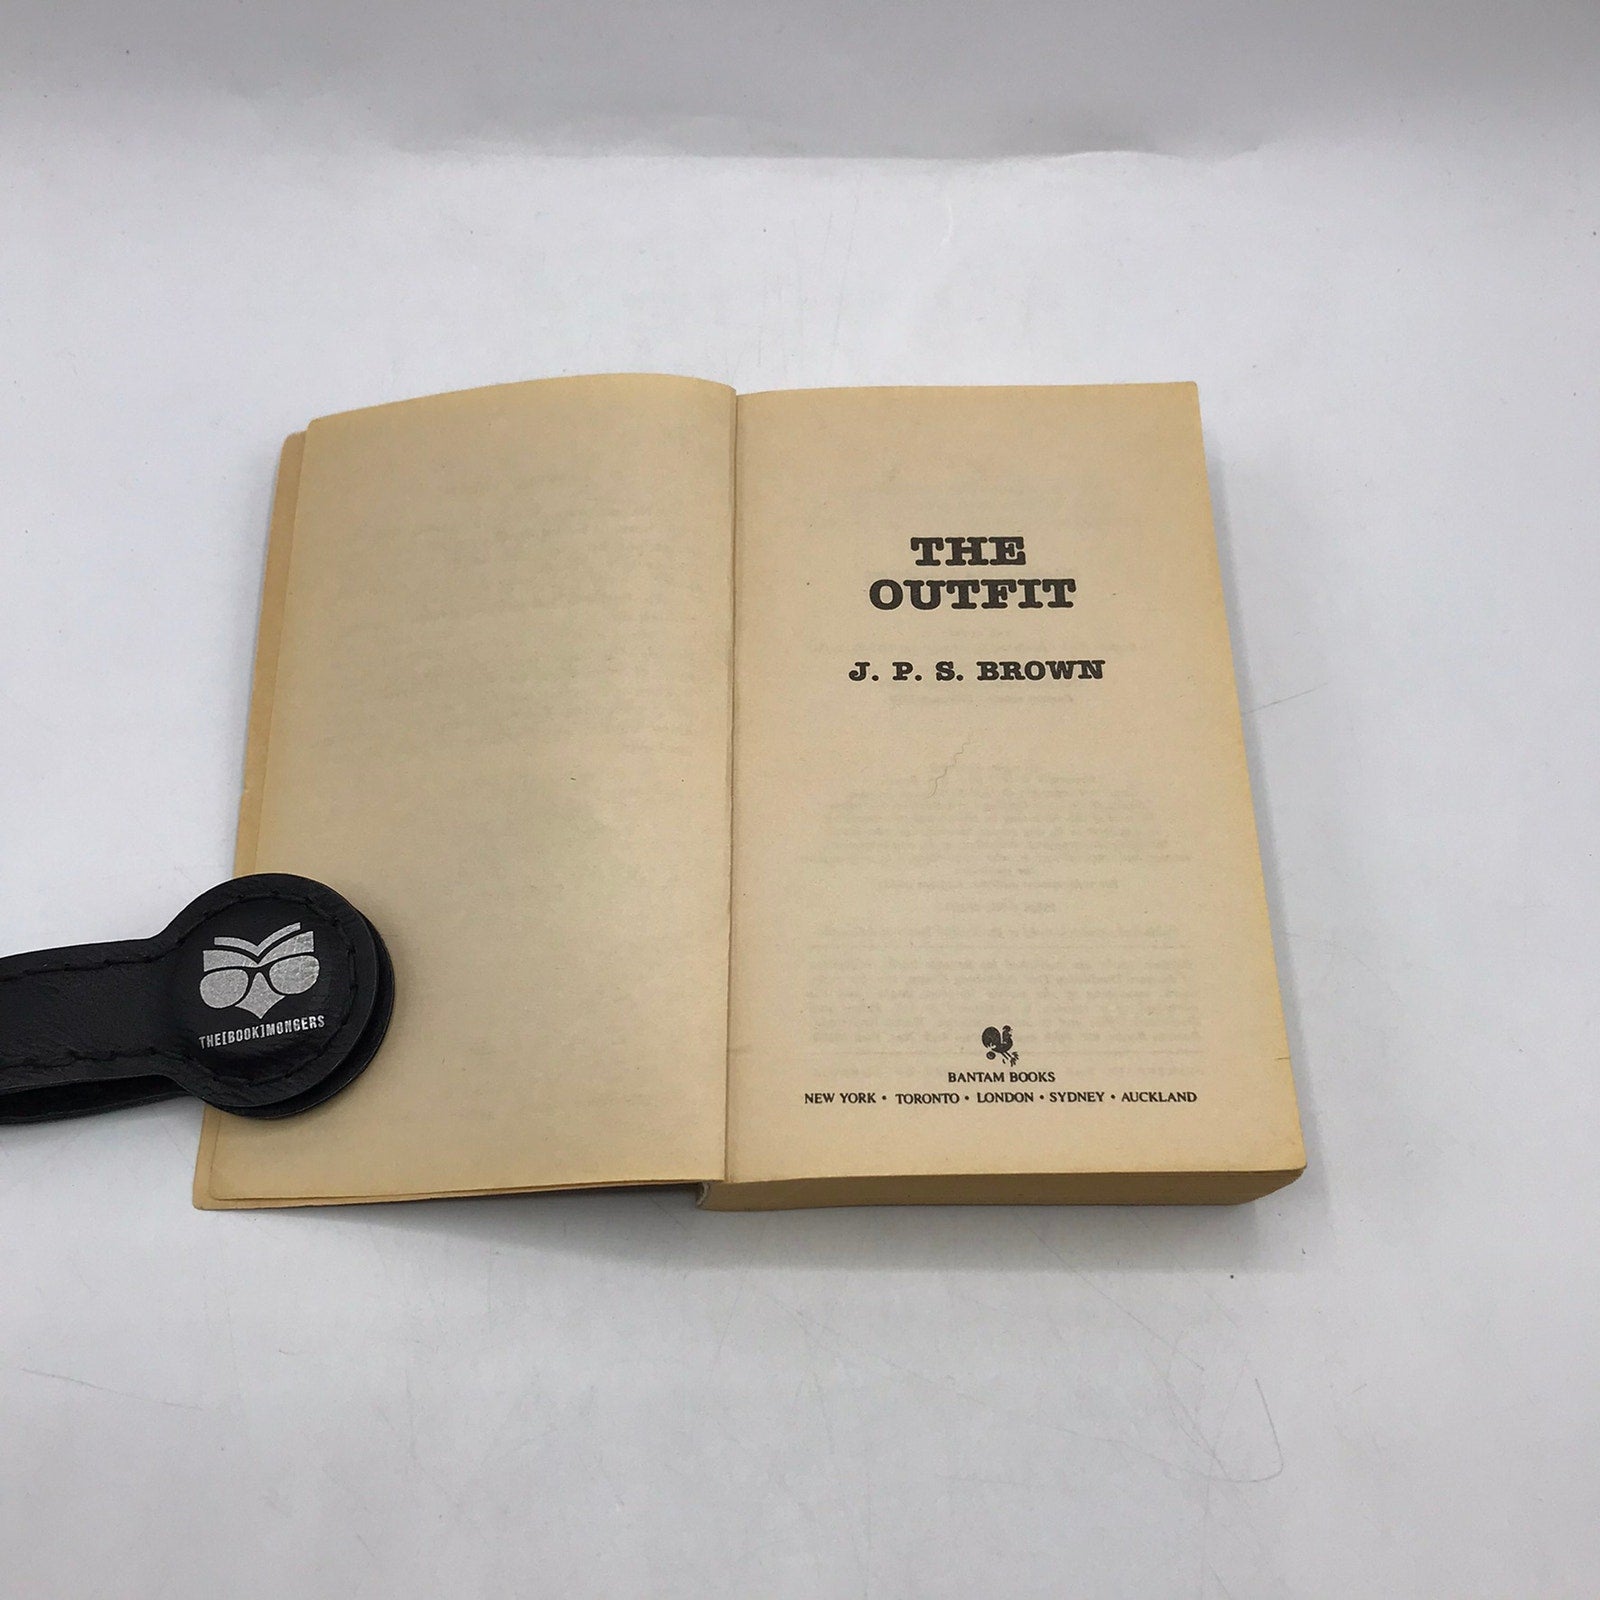 THE
OUTFIT
J. P. S. BROWN
BANTAM BOOKS
NEW YORK • TORONTO • LONDON • SYDNEY • AUCKLAND
THE[BOOK]MONGERS